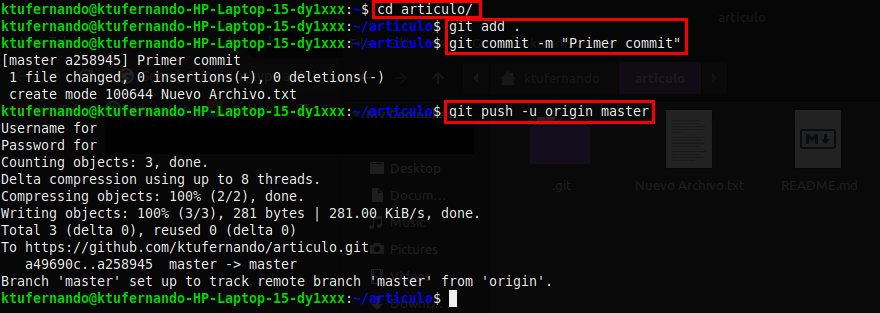 ktufernando@ktufernando-HP-Laptop-15-dy1xxx:~$ cd articulo/
ktufernando@ktufernando-HP-Laptop-15-dy1xxx:~/articulo$ git add .
ktufernando@ktufernando-HP-Laptop-15-dy1xxx:~/articulo$ git commit -m "Primer commit"
[master a258945] Primer commit
 1 file changed, 0 insertions(+), 0 deletions(-)
 create mode 100644 Nuevo Archivo.txt
ktufernando@ktufernando-HP-Laptop-15-dy1xxx:~/articulo$ git push -u origin master
Username for
Password for
Counting objects: 3, done.
Delta compression using up to 8 threads.
Compressing objects: 100% (2/2), done.
Writing objects: 100% (3/3), 281 bytes | 281.00 KiB/s, done.
Total 3 (delta 0), reused 0 (delta 0)
To https://github.com/ktufernando/articulo.git
   a49690c..a258945  master -> master
Branch 'master' set up to track remote branch 'master' from 'origin'.
ktufernando@ktufernando-HP-Laptop-15-dy1xxx:~/articulo$
articulo
ktufernando
articulo
Desktop
Docum...
Music
Pictures
.git
Nuevo Archivo.txt
README.md